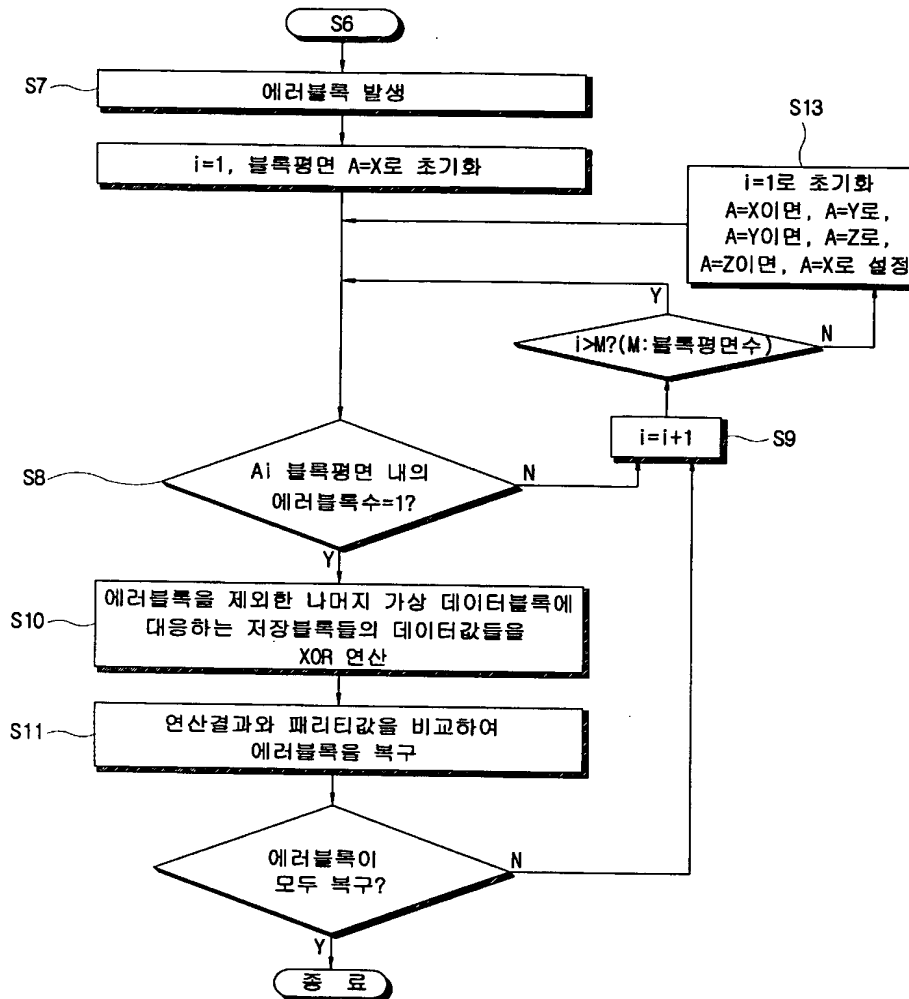 S6
S7
에러블록 발생
i=1, 블록평면 A=X로 초기화
S13
i=1로 초기화
A=X이면, A=Y로,
A=Y이면, A=Z로,
A=Z이면, A=X로 설정
Y
N
i>M?(M:블록평면수)
i=i+1
S9
S8
Ai 블록평면 내의
에러블록수=1?
N
Y
S10
에러블록을 제외한 나머지 가상 데이터블록에
대응하는 저장블록들의 데이터값들을
XOR 연산
S11
연산결과와 패리티값을 비교하여
에러블록을 복구
에러블록이
모두 복구?
N
Y
종 료